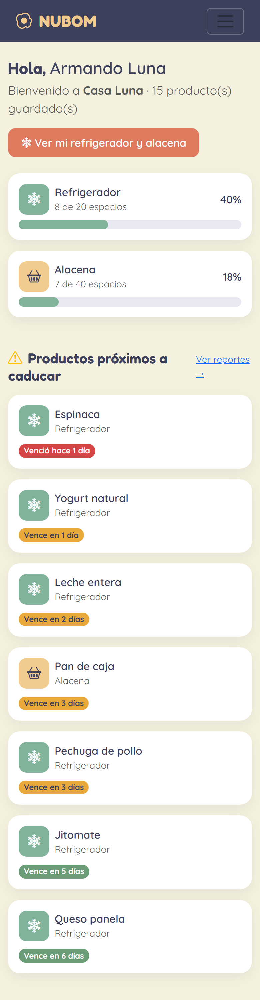 NUBOM
Hola, Armando Luna
Bienvenido a Casa Luna · 15 producto(s)
guardado(s)
Ver mi refrigerador y alacena
Refrigerador
8 de 20 espacios
40%
Alacena
7 de 40 espacios
18%
Productos próximos a
caducar
Ver reportes
→
Espinaca
Refrigerador
Venció hace 1 día
Yogurt natural
Refrigerador
Vence en 1 día
Leche entera
Refrigerador
Vence en 2 días
Pan de caja
Alacena
Vence en 3 días
Pechuga de pollo
Refrigerador
Vence en 3 días
Jitomate
Refrigerador
Vence en 5 días
Queso panela
Refrigerador
Vence en 6 días